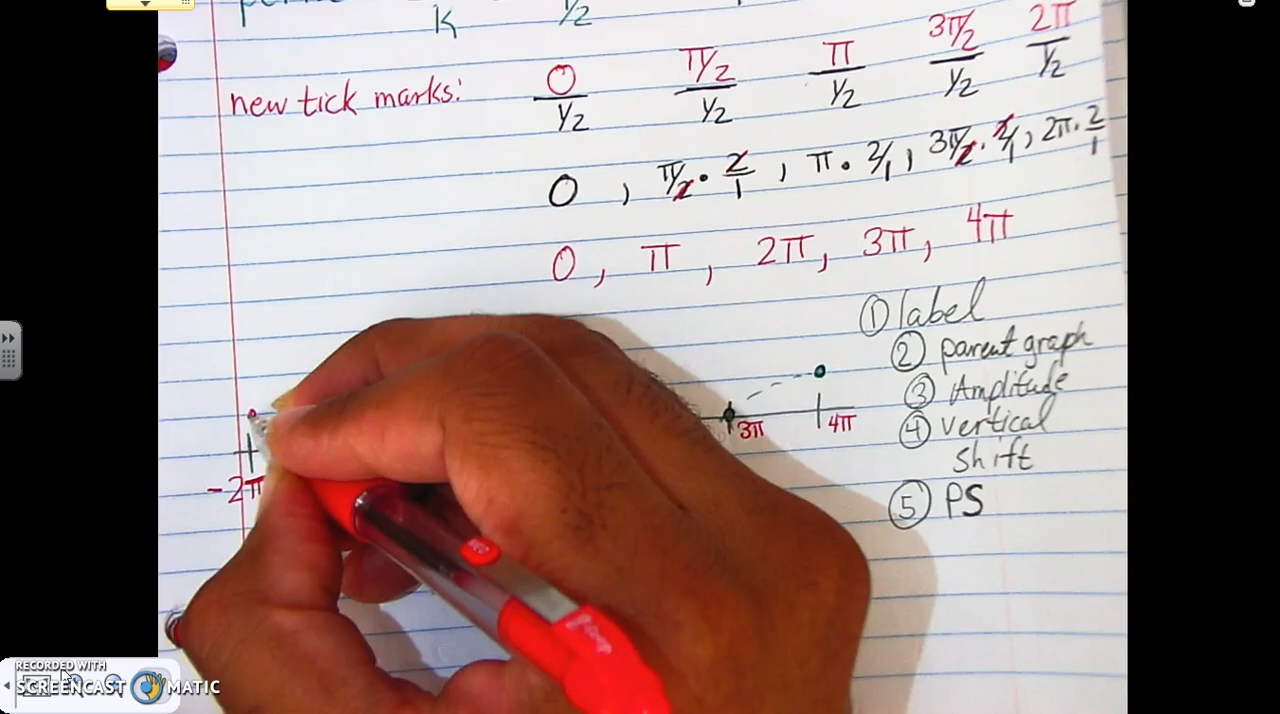 K 1/2
new tick marks: 0/1/2 π/2/1/2 π/1/2 3π/2/1/2 2π/1/2
0 , π/2 · 2/1 , π · 2/1 , 3π/2 · 2/1 , 2π · 2/1
0 , π , 2π , 3π , 4π
① label
② parent graph
③ Amplitude
④ vertical
shift
⑤ PS
-2π 3π 4π
RECORDED WITH
SCREENCAST MATIC